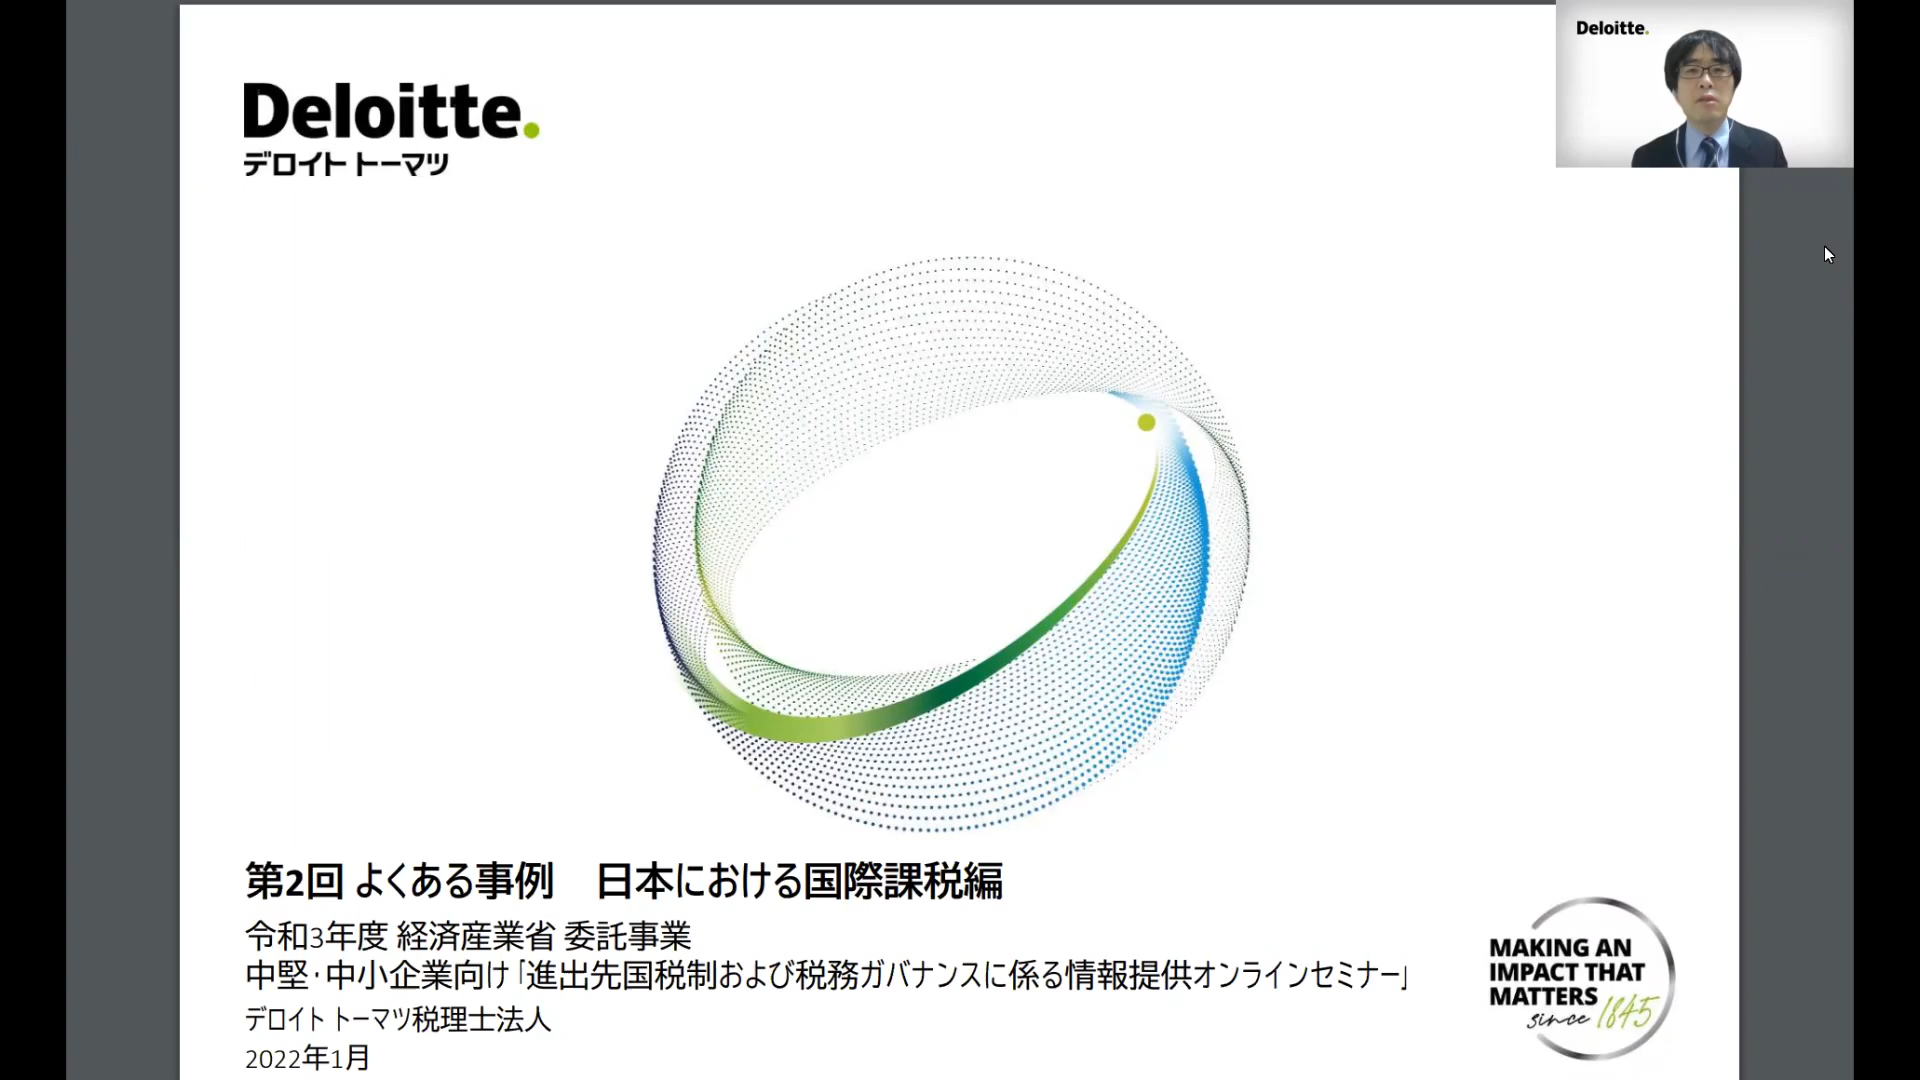 Deloitte.
デロイト トーマツ
Deloitte.
第2回 よくある事例　日本における国際課税編
令和3年度 経済産業省 委託事業
中堅・中小企業向け「進出先国税制および税務ガバナンスに係る情報提供オンラインセミナー」
デロイト トーマツ税理士法人
2022年1月
MAKING AN
IMPACT THAT
MATTERS
since 1845